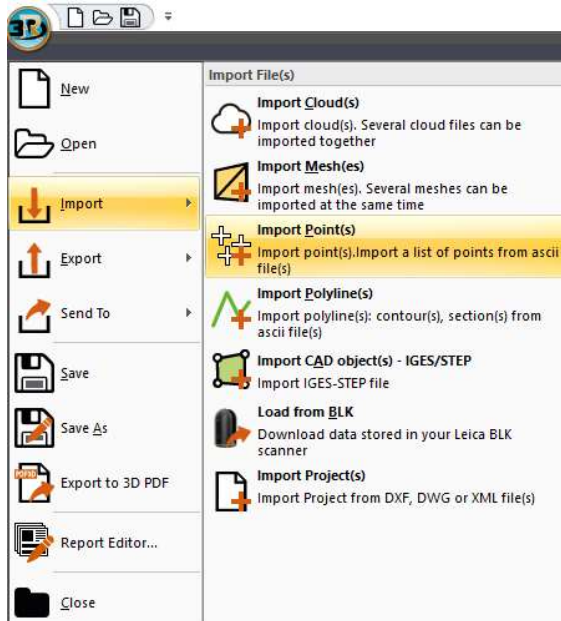 3DR
New
Open
Import
Export
Send To
Save
Save As
PDF3D
Export to 3D PDF
Report Editor...
Close
Import File(s)
Import Cloud(s)
Import cloud(s). Several cloud files can be
imported together
Import Mesh(es)
Import mesh(es). Several meshes can be
imported at the same time
Import Point(s)
Import point(s).Import a list of points from ascii
file(s)
Import Polyline(s)
Import polyline(s): contour(s), section(s) from
ascii file(s)
Import CAD object(s) - IGES/STEP
Import IGES-STEP file
Load from BLK
Download data stored in your Leica BLK
scanner
Import Project(s)
Import Project from DXF, DWG or XML file(s)